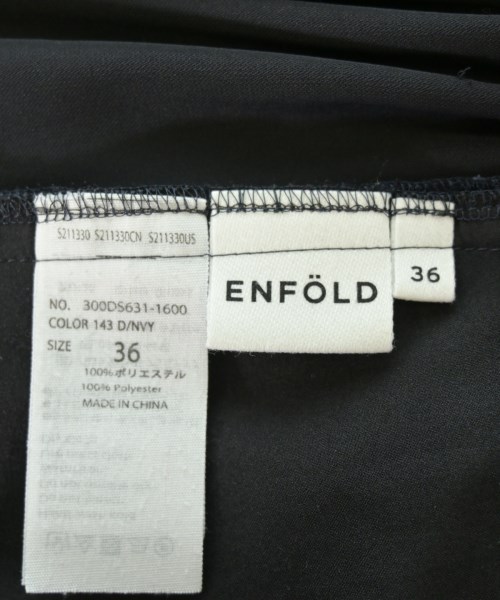 S211330 S211330CN S211330US
NO. 300DS631-1600
COLOR 143 D/NVY
SIZE 36
100%ポリエステル
100% Polyester
MADE IN CHINA
ENFÖLD
36